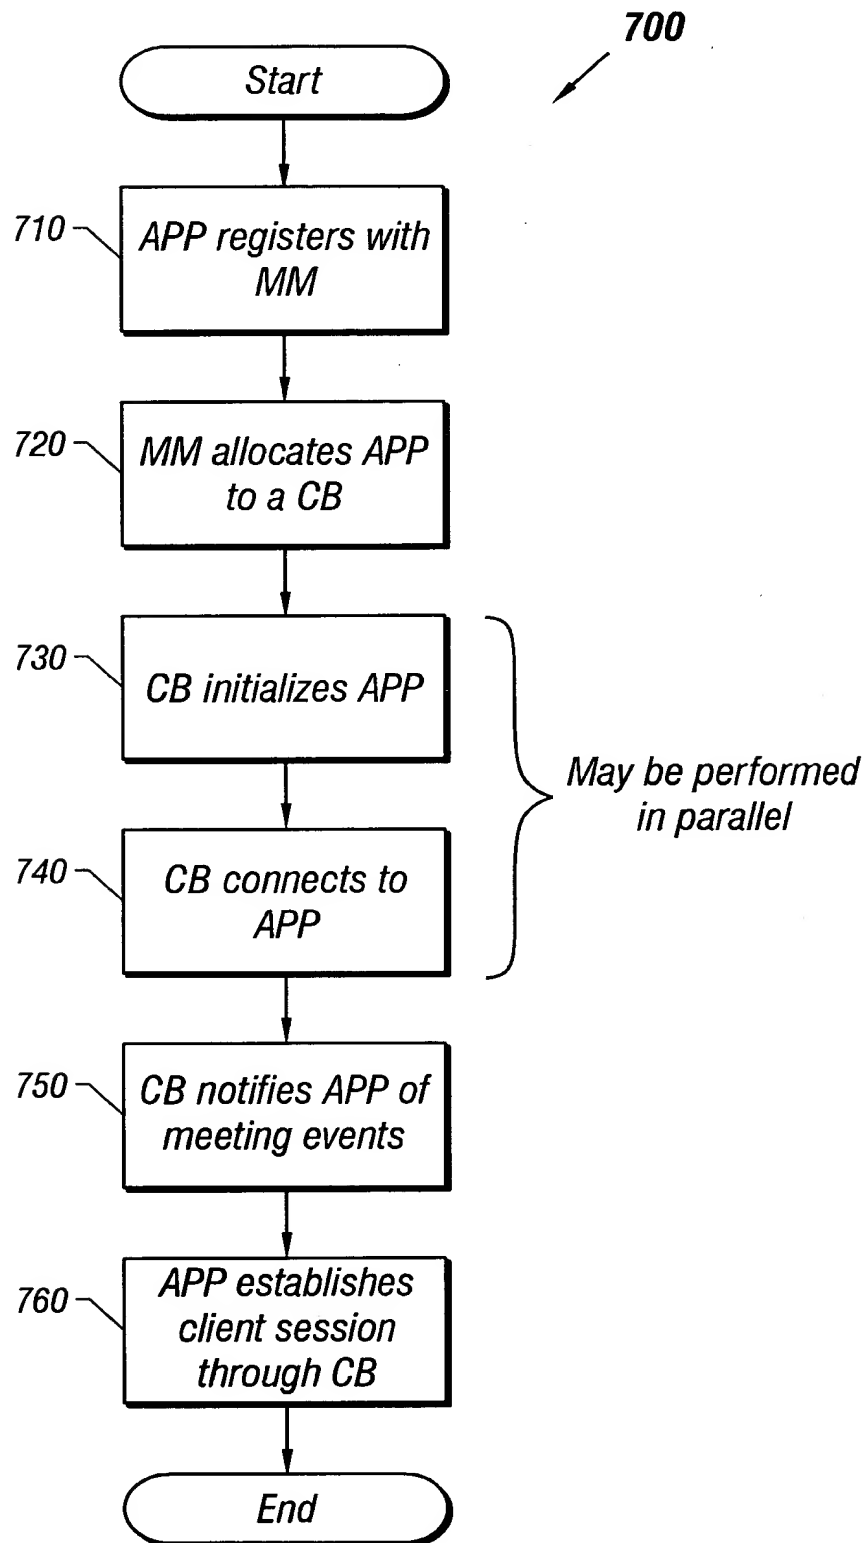 700
Start
710
APP registers with
MM
720
MM allocates APP
to a CB
730
CB initializes APP
May be performed
in parallel
740
CB connects to
APP
750
CB notifies APP of
meeting events
760
APP establishes
client session
through CB
End